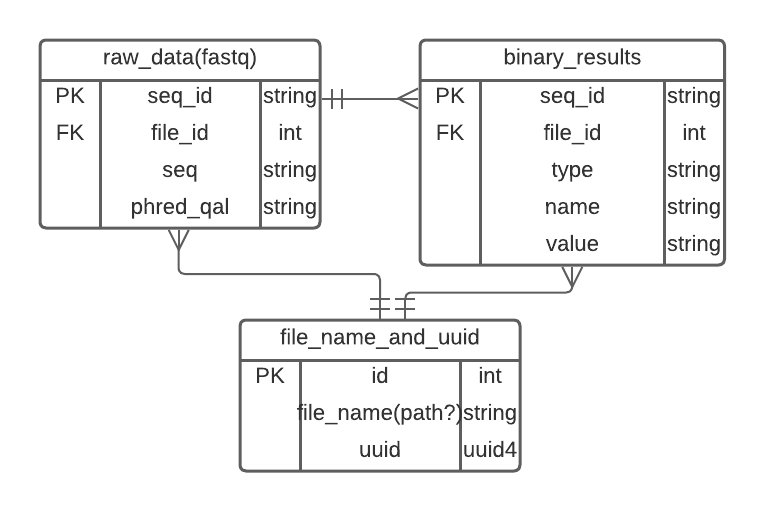 raw_data(fastq)
PK seq_id string
FK file_id int
seq string
phred_qal string
binary_results
PK seq_id string
FK file_id int
type string
name string
value string
file_name_and_uuid
PK id int
file_name(path?) string
uuid uuid4